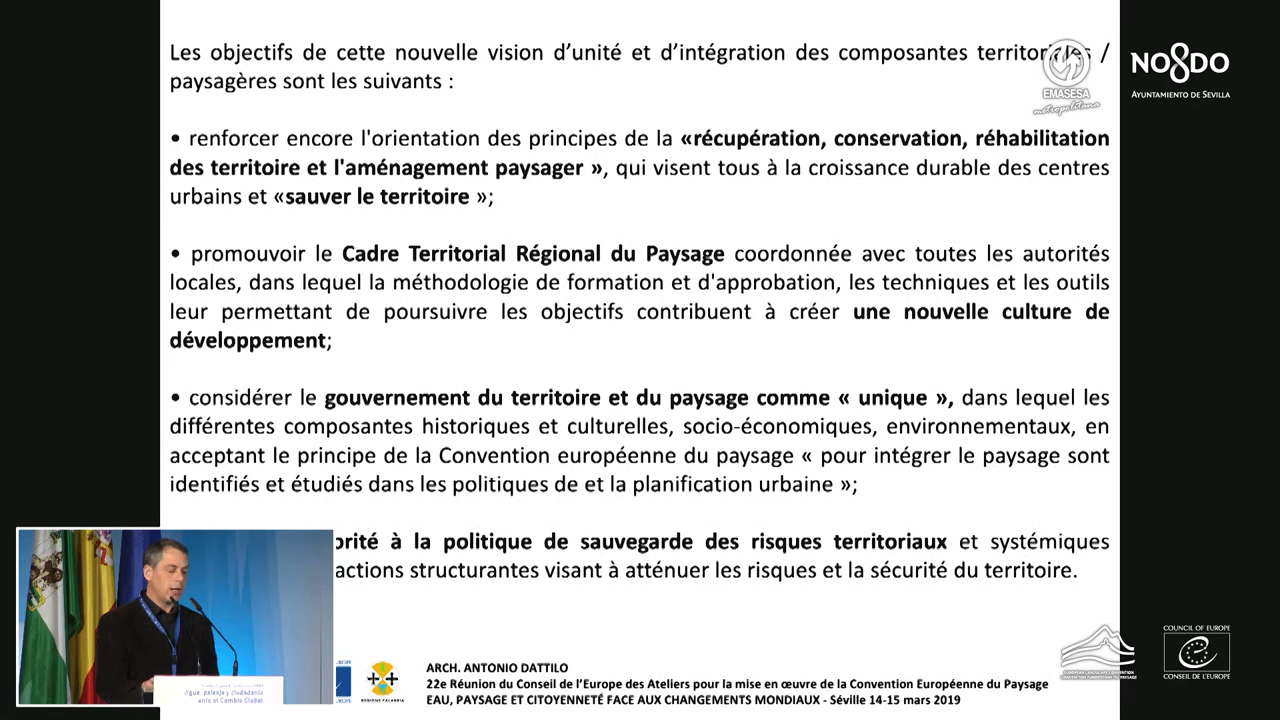 Les objectifs de cette nouvelle vision d’unité et d’intégration des composantes territoriales /
paysagères sont les suivants :
• renforcer encore l'orientation des principes de la «récupération, conservation, réhabilitation
des territoire et l'aménagement paysager », qui visent tous à la croissance durable des centres
urbains et «sauver le territoire »;
• promouvoir le Cadre Territorial Régional du Paysage coordonnée avec toutes les autorités
locales, dans lequel la méthodologie de formation et d'approbation, les techniques et les outils
leur permettant de poursuivre les objectifs contribuent à créer une nouvelle culture de
développement;
• considérer le gouvernement du territoire et du paysage comme « unique », dans lequel les
différentes composantes historiques et culturelles, socio-économiques, environnementaux, en
acceptant le principe de la Convention européenne du paysage « pour intégrer le paysage sont
identifiés et étudiés dans les politiques de et la planification urbaine »;
orité à la politique de sauvegarde des risques territoriaux et systémiques
actions structurantes visant à atténuer les risques et la sécurité du territoire.
ARCH. ANTONIO DATTILO
22e Réunion du Conseil de l’Europe des Ateliers pour la mise en œuvre de la Convention Européenne du Paysage
EAU, PAYSAGE ET CITOYENNETÉ FACE AUX CHANGEMENTS MONDIAUX - Séville 14-15 mars 2019
REGIONE CALABRIA
Agua, paisaje y ciudadanía
ante el Cambio Global
EMASESA
metropolitana
NO8DO
AYUNTAMIENTO DE SEVILLA
COUNCIL OF EUROPE
CONSEIL DE L'EUROPE